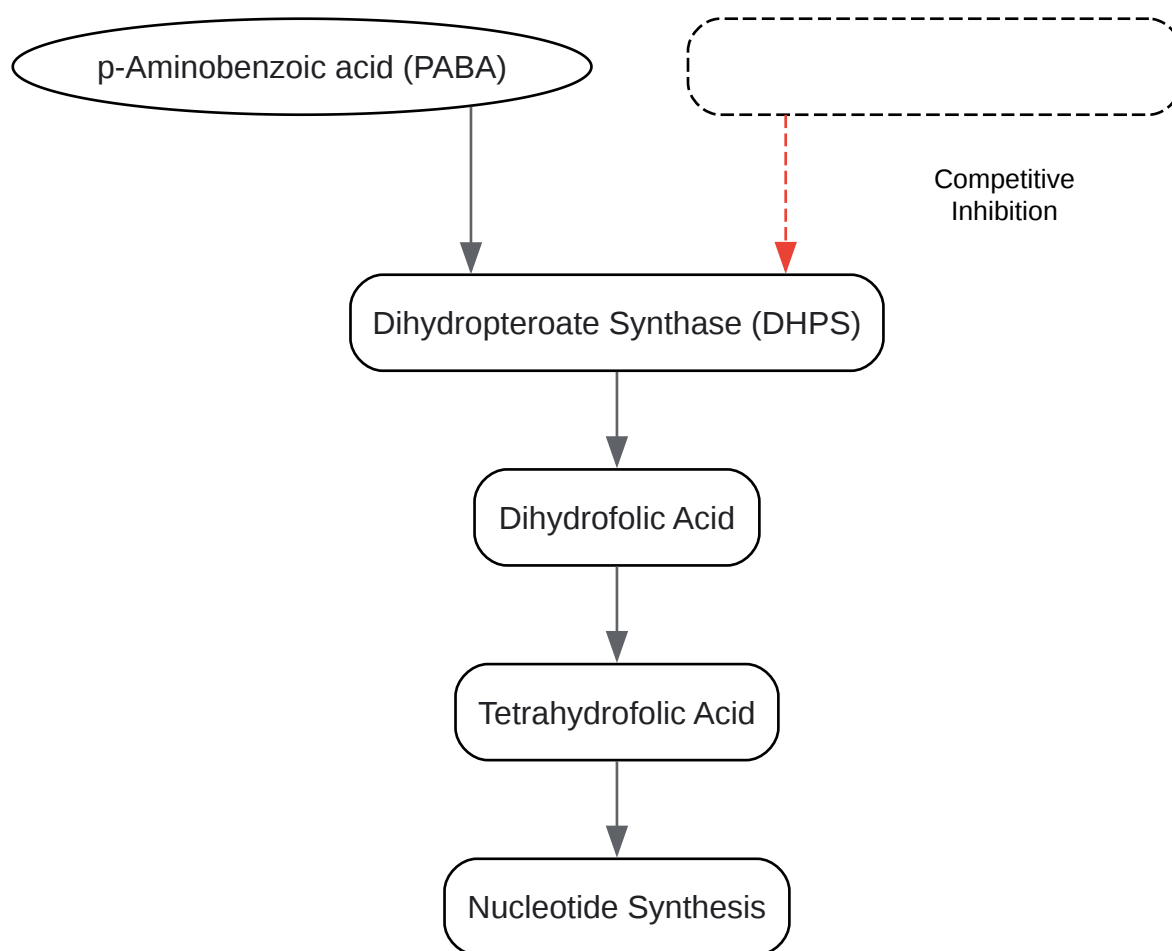 p-Aminobenzoic acid (PABA)
Competitive
Inhibition
Dihydropteroate Synthase (DHPS)
Dihydrofolic Acid
Tetrahydrofolic Acid
Nucleotide Synthesis